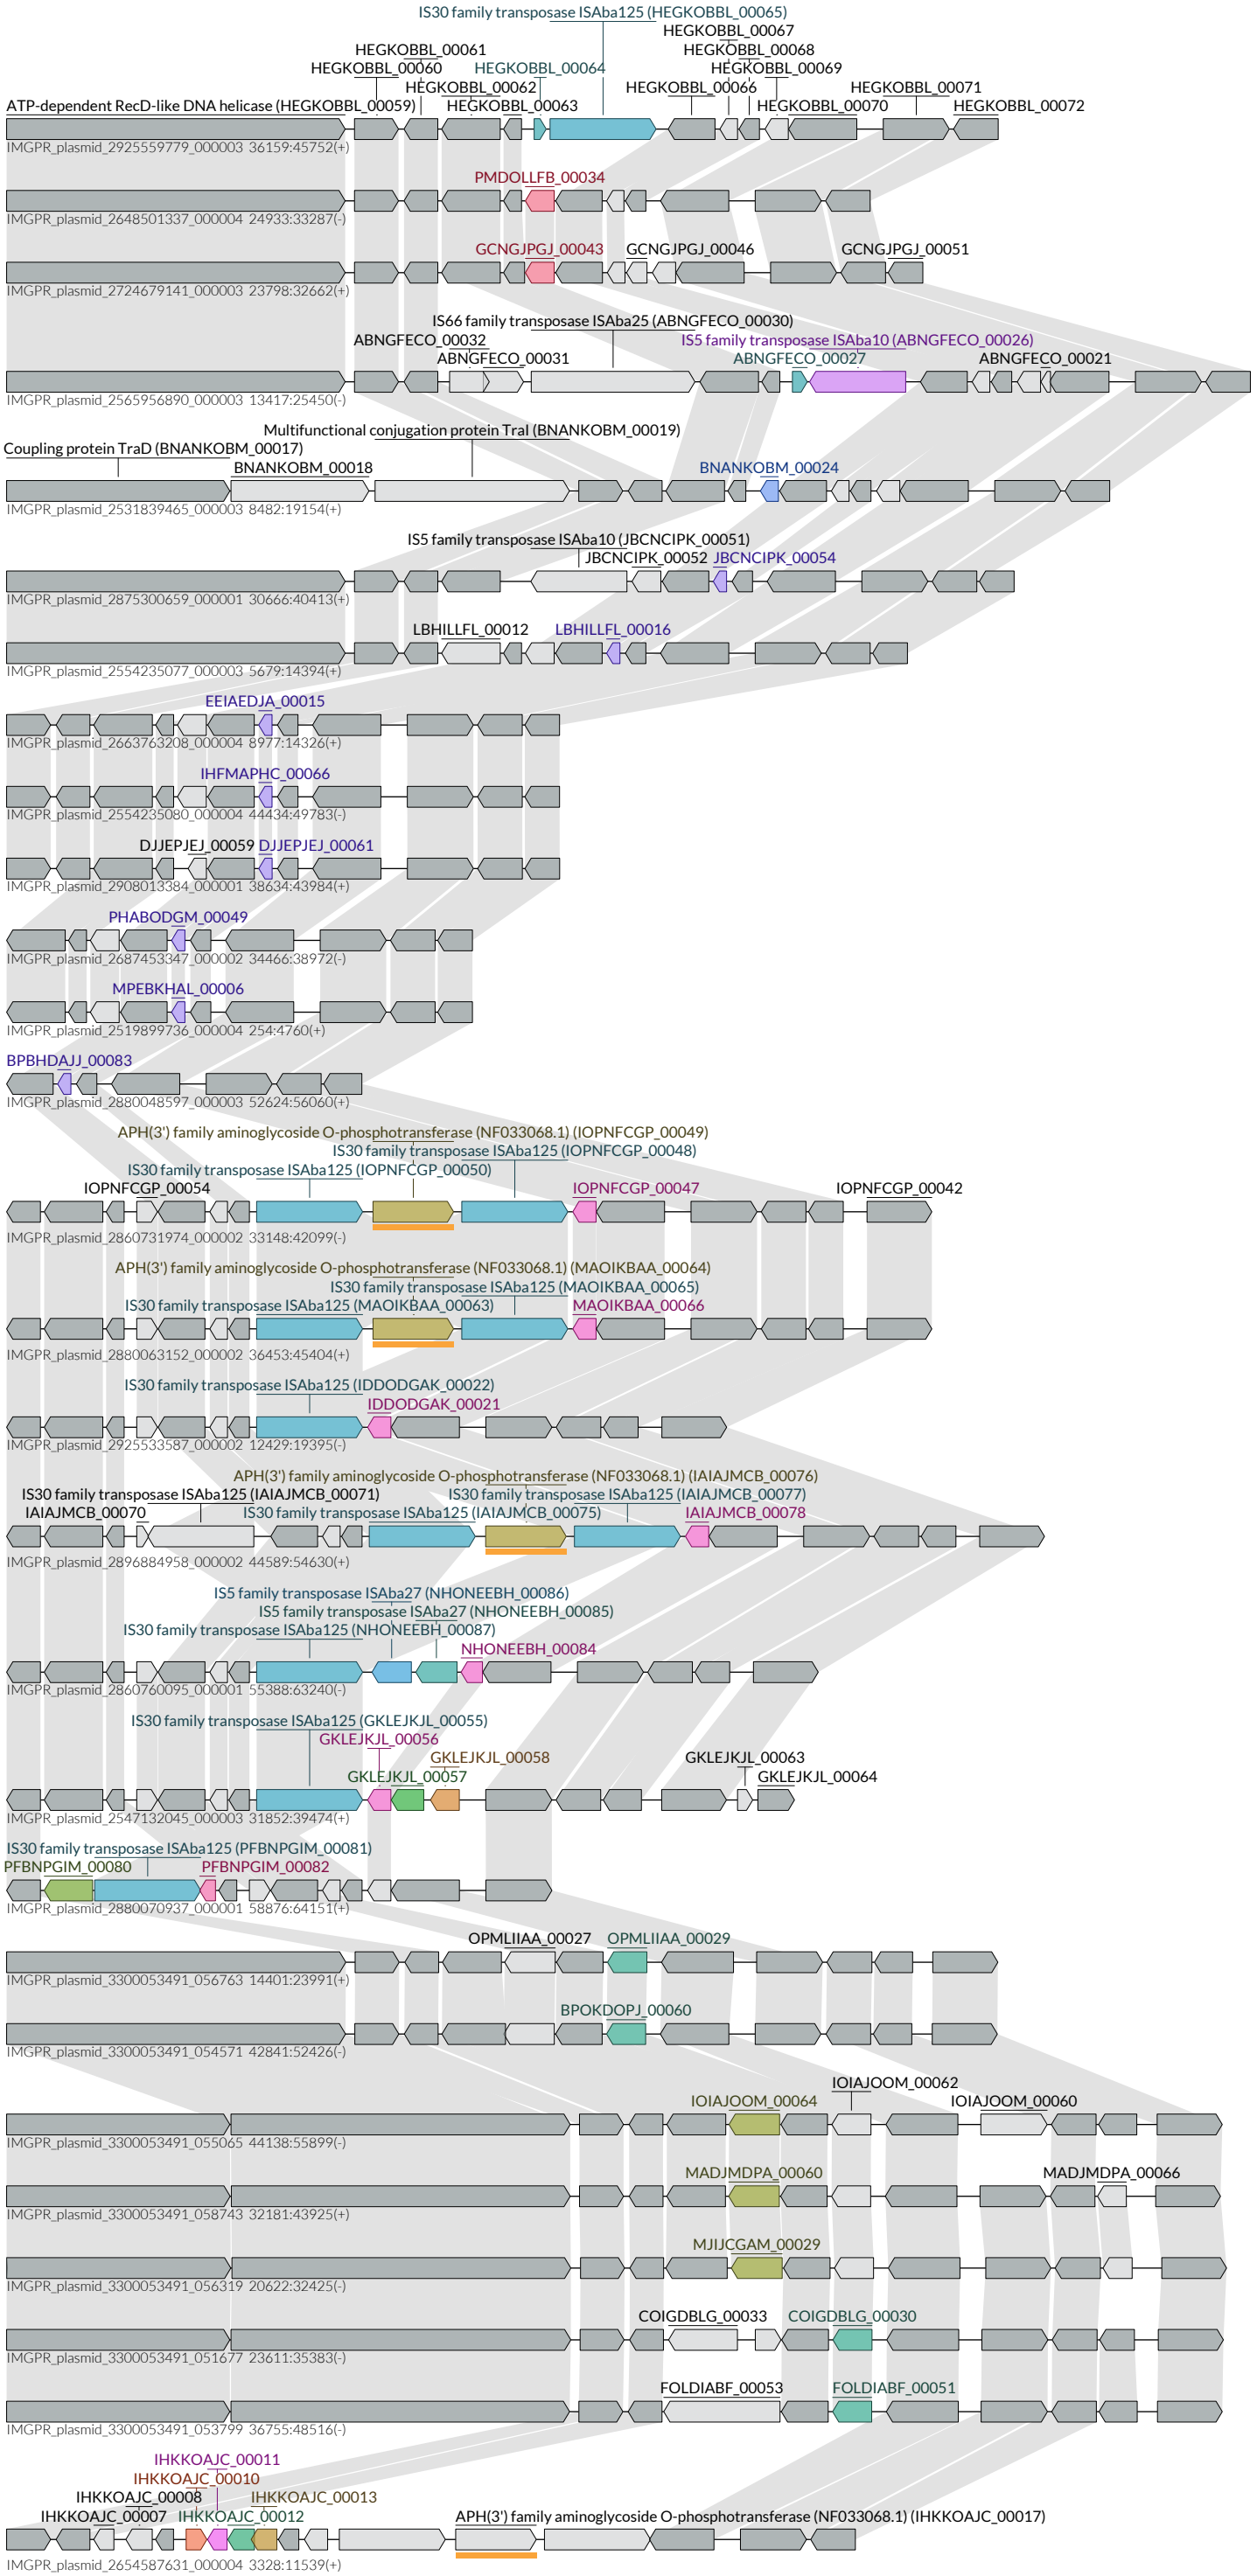 IS30 family transposase ISAba125 (HEGKOBBL_00065)
HEGKOBBL_00067
HEGKOBBL_00061 HEGKOBBL_00068
HEGKOBBL_00060 HEGKOBBL_00064 HEGKOBBL_00069
HEGKOBBL_00062 HEGKOBBL_00066 HEGKOBBL_00071
ATP-dependent RecD-like DNA helicase (HEGKOBBL_00059) HEGKOBBL_00063 HEGKOBBL_00070 HEGKOBBL_00072
IMGPR_plasmid_2925559779_000003 36159:45752(+)
PMDOLLFB_00034
IMGPR_plasmid_2648501337_000004 24933:33287(-)
GCNGJPGJ_00043 GCNGJPGJ_00046 GCNGJPGJ_00051
IMGPR_plasmid_2724679141_000003 23798:32662(+)
IS66 family transposase ISAba25 (ABNGFECO_00030)
ABNGFECO_00032 IS5 family transposase ISAba10 (ABNGFECO_00026)
ABNGFECO_00031 ABNGFECO_00027 ABNGFECO_00021
IMGPR_plasmid_2565956890_000003 13417:25450(-)
Multifunctional conjugation protein TraI (BNANKOBM_00019)
Coupling protein TraD (BNANKOBM_00017)
BNANKOBM_00018 BNANKOBM_00024
IMGPR_plasmid_2531839465_000003 8482:19154(+)
IS5 family transposase ISAba10 (JBCNCIPK_00051)
JBCNCIPK_00052 JBCNCIPK_00054
IMGPR_plasmid_2875300659_000001 30666:40413(+)
LBHILLFL_00012 LBHILLFL_00016
IMGPR_plasmid_2554235077_000003 5679:14394(+)
EEIAEDJA_00015
IMGPR_plasmid_2663763208_000004 8977:14326(+)
IHFMAPHC_00066
IMGPR_plasmid_2554235080_000004 44434:49783(-)
DJJEPJEJ_00059 DJJEPJEJ_00061
IMGPR_plasmid_2908013384_000001 38634:43984(+)
PHABODGM_00049
IMGPR_plasmid_2687453347_000002 34466:38972(-)
MPEBKHAL_00006
IMGPR_plasmid_2519899736_000004 254:4760(+)
BPBHDAJJ_00083
IMGPR_plasmid_2880048597_000003 52624:56060(+)
APH(3') family aminoglycoside O-phosphotransferase (NF033068.1) (IOPNFCGP_00049)
IS30 family transposase ISAba125 (IOPNFCGP_00048)
IS30 family transposase ISAba125 (IOPNFCGP_00050)
IOPNFCGP_00054 IOPNFCGP_00047 IOPNFCGP_00042
IMGPR_plasmid_2860731974_000002 33148:42099(-)
APH(3') family aminoglycoside O-phosphotransferase (NF033068.1) (MAOIKBAA_00064)
IS30 family transposase ISAba125 (MAOIKBAA_00065)
IS30 family transposase ISAba125 (MAOIKBAA_00063) MAOIKBAA_00066
IMGPR_plasmid_2880063152_000002 36453:45404(+)
IS30 family transposase ISAba125 (IDDODGAK_00022)
IDDODGAK_00021
IMGPR_plasmid_2925533587_000002 12429:19395(-)
APH(3') family aminoglycoside O-phosphotransferase (NF033068.1) (IAIAJMCB_00076)
IS30 family transposase ISAba125 (IAIAJMCB_00071) IS30 family transposase ISAba125 (IAIAJMCB_00077)
IAIAJMCB_00070 IS30 family transposase ISAba125 (IAIAJMCB_00075) IAIAJMCB_00078
IMGPR_plasmid_2896884958_000002 44589:54630(+)
IS5 family transposase ISAba27 (NHONEEBH_00086)
IS5 family transposase ISAba27 (NHONEEBH_00085)
IS30 family transposase ISAba125 (NHONEEBH_00087)
NHONEEBH_00084
IMGPR_plasmid_2860760095_000001 55388:63240(-)
IS30 family transposase ISAba125 (GKLEJKJL_00055)
GKLEJKJL_00056
GKLEJKJL_00058 GKLEJKJL_00063
GKLEJKJL_00057 GKLEJKJL_00064
IMGPR_plasmid_2547132045_000003 31852:39474(+)
IS30 family transposase ISAba125 (PFBNPGIM_00081)
PFBNPGIM_00080 PFBNPGIM_00082
IMGPR_plasmid_2880070937_000001 58876:64151(+)
OPMLIIAA_00027 OPMLIIAA_00029
IMGPR_plasmid_3300053491_056763 14401:23991(+)
BPOKDOPJ_00060
IMGPR_plasmid_3300053491_054571 42841:52426(-)
IOIAJOOM_00062
IOIAJOOM_00064 IOIAJOOM_00060
IMGPR_plasmid_3300053491_055065 44138:55899(-)
MADJMDPA_00060 MADJMDPA_00066
IMGPR_plasmid_3300053491_058743 32181:43925(+)
MJIJCGAM_00029
IMGPR_plasmid_3300053491_056319 20622:32425(-)
COIGDBLG_00033 COIGDBLG_00030
IMGPR_plasmid_3300053491_051677 23611:35383(-)
FOLDIABF_00053 FOLDIABF_00051
IMGPR_plasmid_3300053491_053799 36755:48516(-)
IHKKOAJC_00011
IHKKOAJC_00010
IHKKOAJC_00008 IHKKOAJC_00013
IHKKOAJC_00007 IHKKOAJC_00012 APH(3') family aminoglycoside O-phosphotransferase (NF033068.1) (IHKKOAJC_00017)
IMGPR_plasmid_2654587631_000004 3328:11539(+)